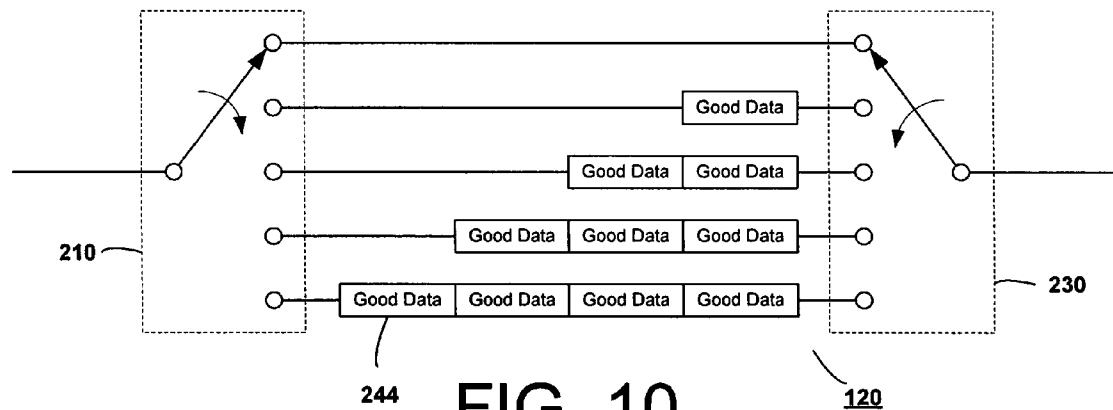 Good Data
Good Data Good Data
Good Data Good Data Good Data
210
230
Good Data Good Data Good Data Good Data
244
FIG. 10
120